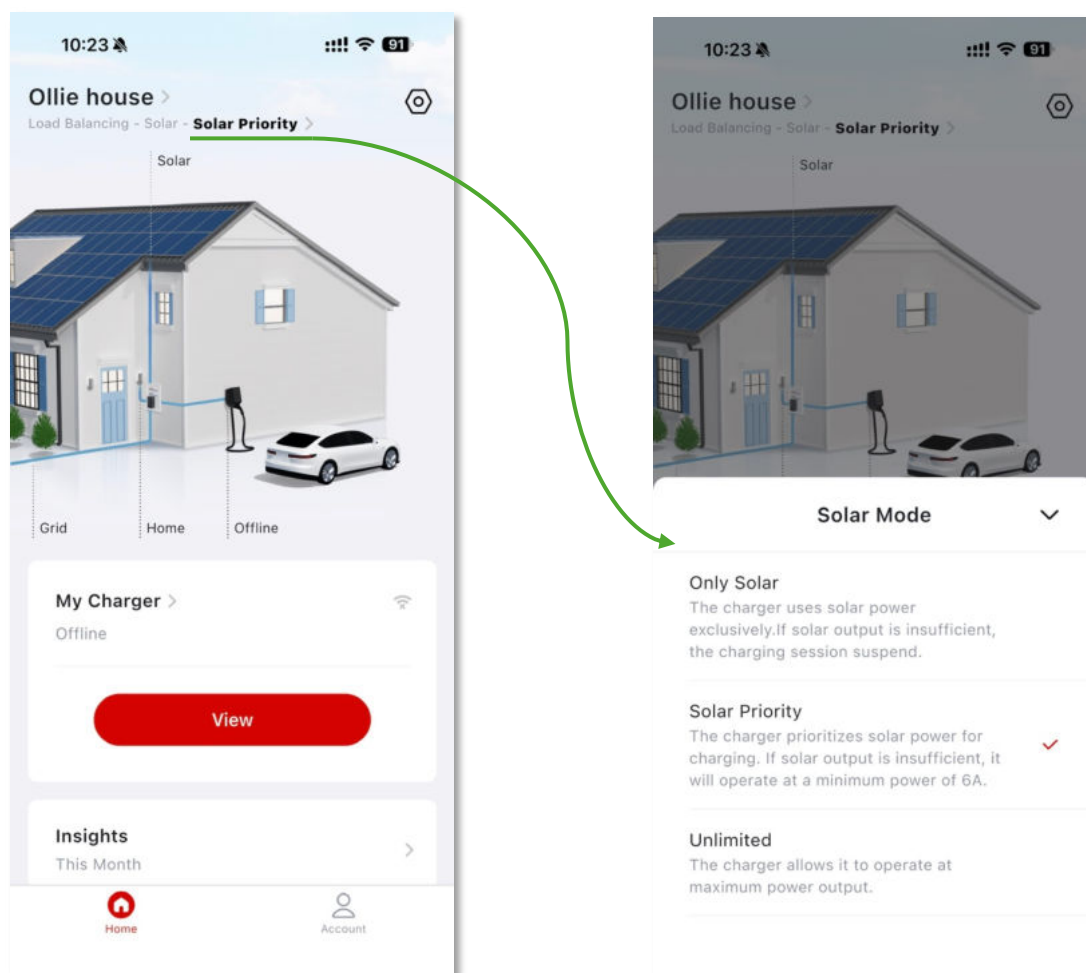 10:23
91
Ollie house >
Load Balancing - Solar - Solar Priority >
Solar
Grid
Home
Offline
My Charger >
Offline
View
Insights
This Month
Home
Account
10:23
91
Ollie house >
Load Balancing - Solar - Solar Priority >
Solar
Solar Mode
Only Solar
The charger uses solar power
exclusively.If solar output is insufficient,
the charging session suspend.
Solar Priority
The charger prioritizes solar power for
charging. If solar output is insufficient, it
will operate at a minimum power of 6A.
Unlimited
The charger allows it to operate at
maximum power output.